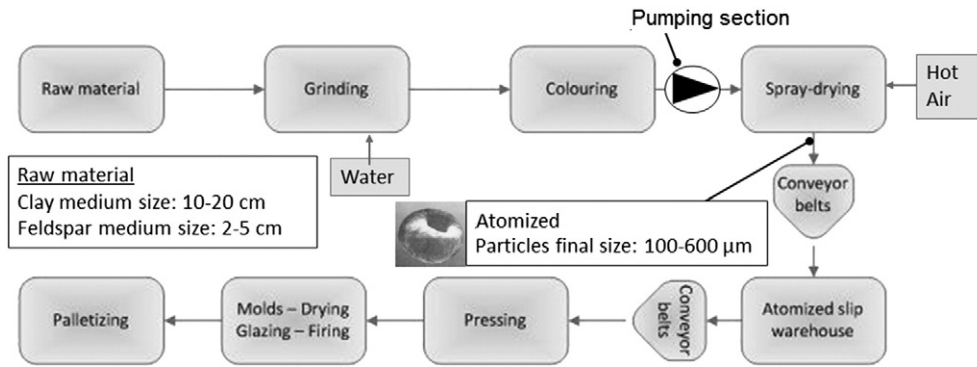 Pumping section
Raw material
Grinding
Colouring
Spray-drying
Hot
Air
Water
Raw material
Clay medium size: 10-20 cm
Feldspar medium size: 2-5 cm
Atomized
Particles final size: 100-600 µm
Conveyor
belts
Palletizing
Molds – Drying
Glazing – Firing
Pressing
Conveyor
belts
Atomized slip
warehouse